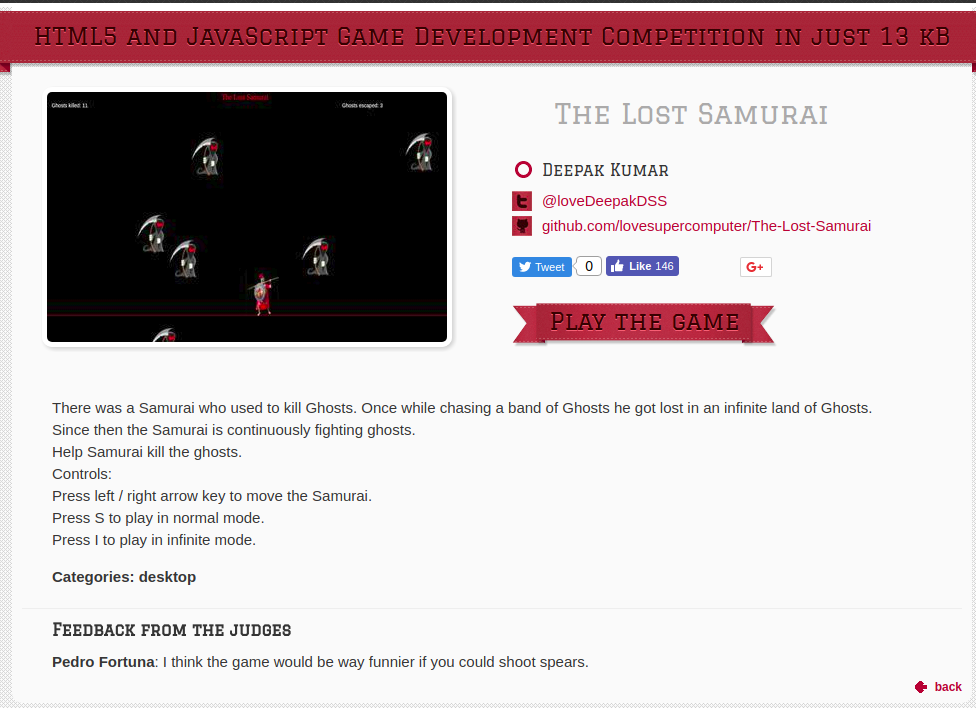 HTML5 and JavaScript Game Development Competition in just 13 kB
The Lost Samurai
Ghosts killed: 11
Ghosts escaped: 3
The Lost Samurai
Deepak Kumar
@loveDeepakDSS
github.com/lovesupercomputer/The-Lost-Samurai
Tweet 0 Like 146 G+
Play the game
There was a Samurai who used to kill Ghosts. Once while chasing a band of Ghosts he got lost in an infinite land of Ghosts.
Since then the Samurai is continuously fighting ghosts.
Help Samurai kill the ghosts.
Controls:
Press left / right arrow key to move the Samurai.
Press S to play in normal mode.
Press I to play in infinite mode.
Categories: desktop
Feedback from the judges
Pedro Fortuna: I think the game would be way funnier if you could shoot spears.
back